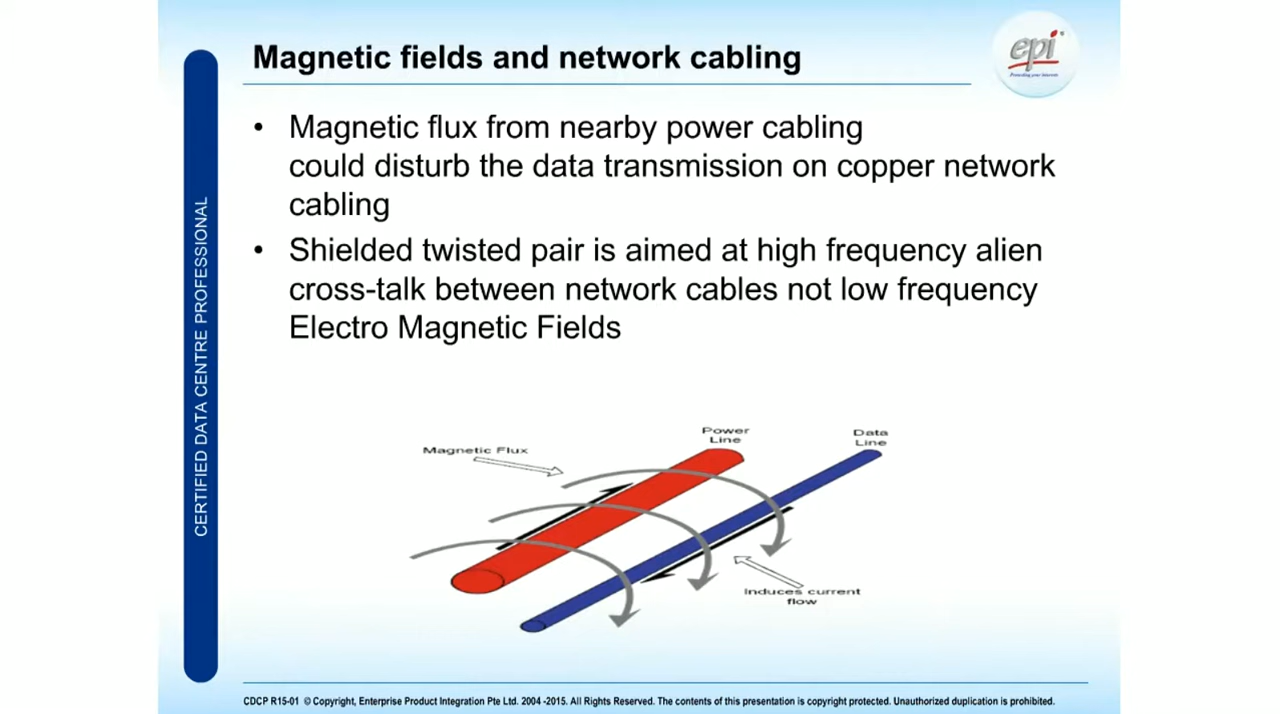 Magnetic fields and network cabling
epi
Providing your Interests
• Magnetic flux from nearby power cabling
could disturb the data transmission on copper network
cabling
• Shielded twisted pair is aimed at high frequency alien
cross-talk between network cables not low frequency
Electro Magnetic Fields
CERTIFIED DATA CENTRE PROFESSIONAL
Magnetic Flux
Power
Line
Data
Line
Induces current
flow
CDCP R15-01 © Copyright, Enterprise Product Integration Pte Ltd. 2004 -2015. All Rights Reserved. The contents of this presentation is copyright protected. Unauthorized duplication is prohibited.